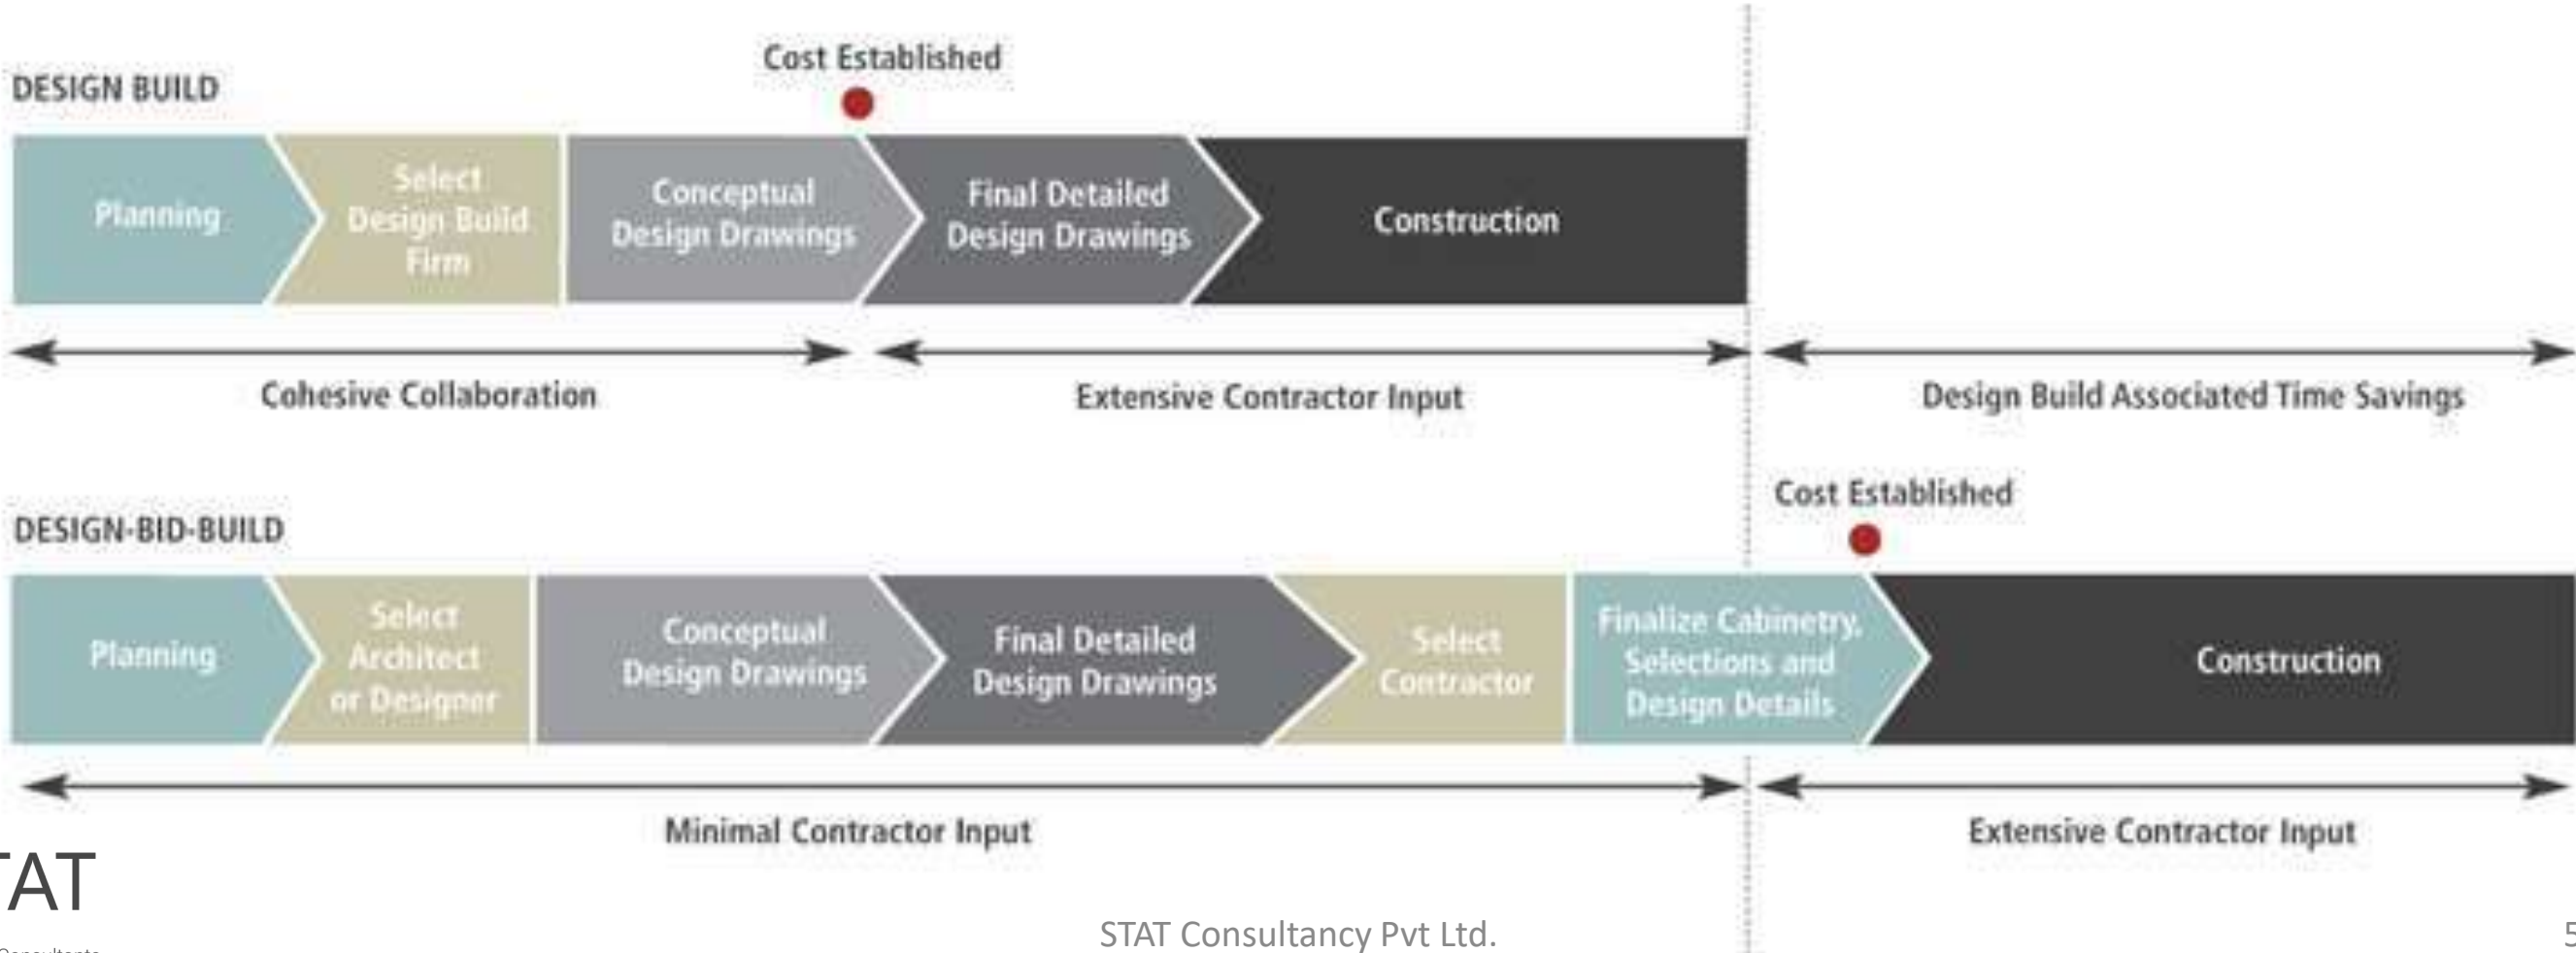 Cost Established
DESIGN BUILD
Planning
Select
Design Build
Firm
Conceptual
Design Drawings
Final Detailed
Design Drawings
Construction
Cohesive Collaboration
Extensive Contractor Input
Design Build Associated Time Savings
Cost Established
DESIGN-BID-BUILD
Planning
Select
Architect
or Designer
Conceptual
Design Drawings
Final Detailed
Design Drawings
Select
Contractor
Finalize Cabinetry,
Selections and
Design Details
Construction
Minimal Contractor Input
Extensive Contractor Input
TAT
STAT Consultancy Pvt Ltd.
5